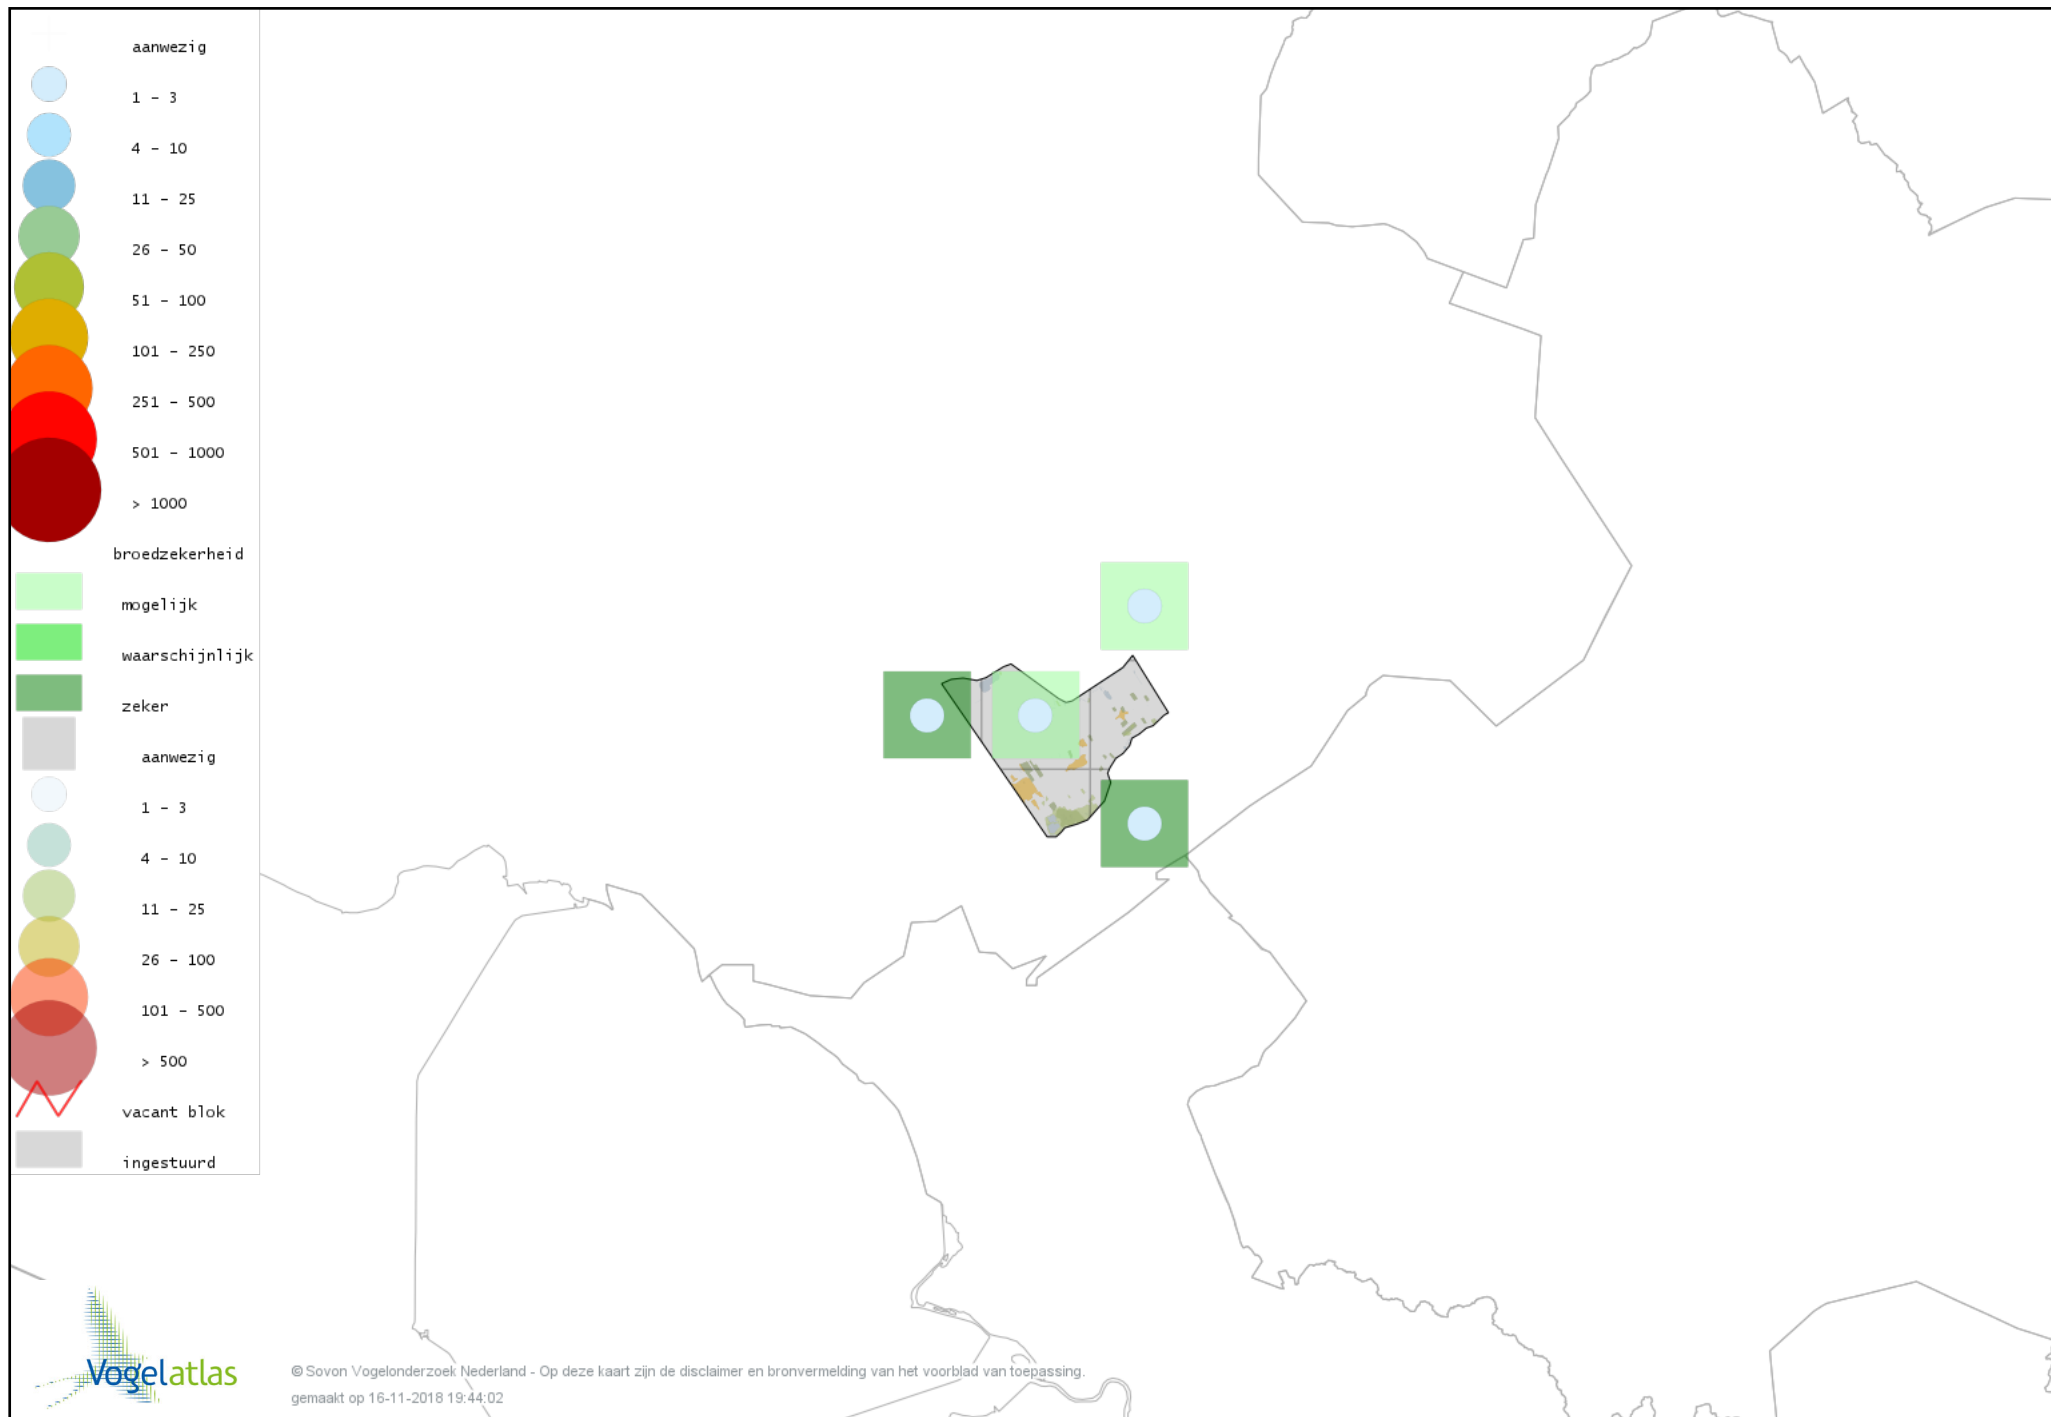 aanwezig
1 - 3
4 - 10
11 - 25
26 - 50
51 - 100
101 - 250
251 - 500
501 - 1000
> 1000
broedzekerheid
mogelijk
waarschijnlijk
zeker
aanwezig
1 - 3
4 - 10
11 - 25
26 - 100
101 - 500
> 500
vacant blok
ingestuurd
Vogelatlas
© Sovon Vogelonderzoek Nederland - Op deze kaart zijn de disclaimer en bronvermelding van het voorblad van toepassing.
gemaakt op 16-11-2018 19:44:02